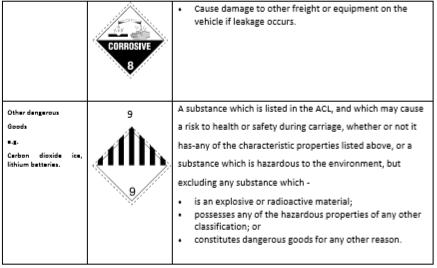 • Cause damage to other freight or equipment on the
vehicle if leakage occurs.
CORROSIVE
8
Other dangerous
Goods
e.g.
Carbon dioxide ice,
lithium batteries.
9
9
A substance which is listed in the ACL, and which may cause
a risk to health or safety during carriage, whether or not it
has-any of the characteristic properties listed above, or a
substance which is hazardous to the environment, but
excluding any substance which -
• is an explosive or radioactive material;
• possesses any of the hazardous properties of any other
classification; or
• constitutes dangerous goods for any other reason.